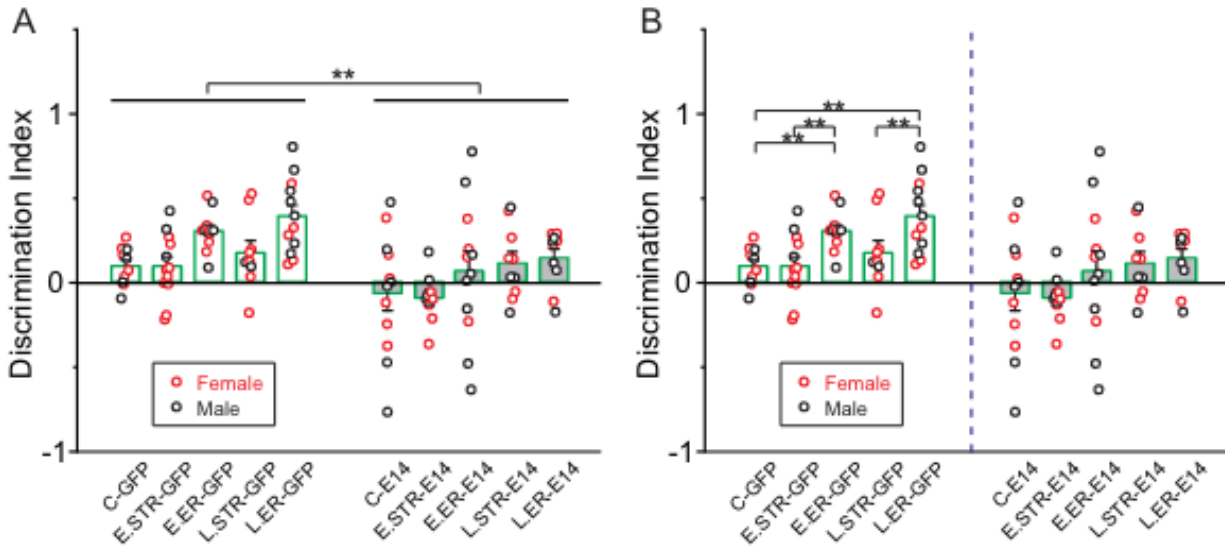 A
Discrimination Index
1
0
-1
**
Female
Male
C-GFP
E.STR-GFP
E.ER-GFP
L.STR-GFP
L.ER-GFP
C-E14
E.STR-E14
E.ER-E14
L.STR-E14
L.ER-E14
B
Discrimination Index
1
0
-1
**
**
**
**
Female
Male
C-GFP
E.STR-GFP
E.ER-GFP
L.STR-GFP
L.ER-GFP
C-E14
E.STR-E14
E.ER-E14
L.STR-E14
L.ER-E14